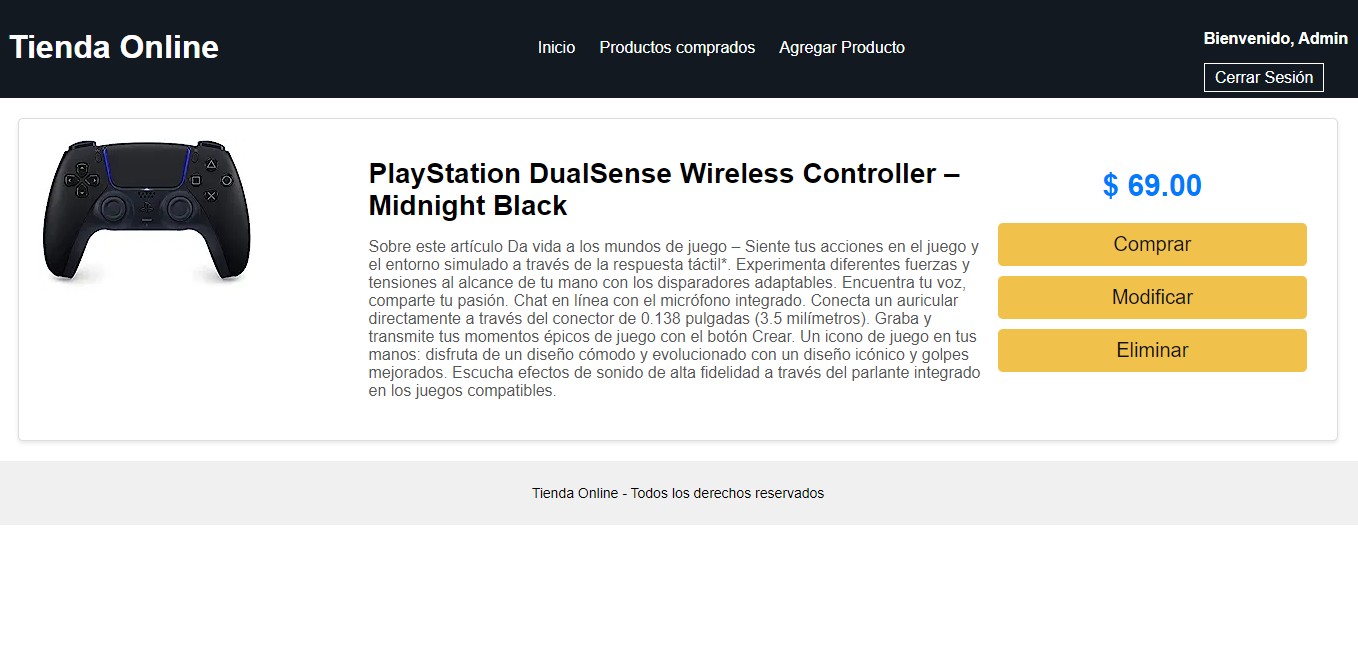 Tienda Online
Inicio
Productos comprados
Agregar Producto
Bienvenido, Admin
Cerrar Sesión
PlayStation DualSense Wireless Controller –
Midnight Black
Sobre este artículo Da vida a los mundos de juego – Siente tus acciones en el juego y
el entorno simulado a través de la respuesta táctil*. Experimenta diferentes fuerzas y
tensiones al alcance de tu mano con los disparadores adaptables. Encuentra tu voz,
comparte tu pasión. Chat en línea con el micrófono integrado. Conecta un auricular
directamente a través del conector de 0.138 pulgadas (3.5 milímetros). Graba y
transmite tus momentos épicos de juego con el botón Crear. Un icono de juego en tus
manos: disfruta de un diseño cómodo y evolucionado con un diseño icónico y golpes
mejorados. Escucha efectos de sonido de alta fidelidad a través del parlante integrado
en los juegos compatibles.
$ 69.00
Comprar
Modificar
Eliminar
Tienda Online - Todos los derechos reservados